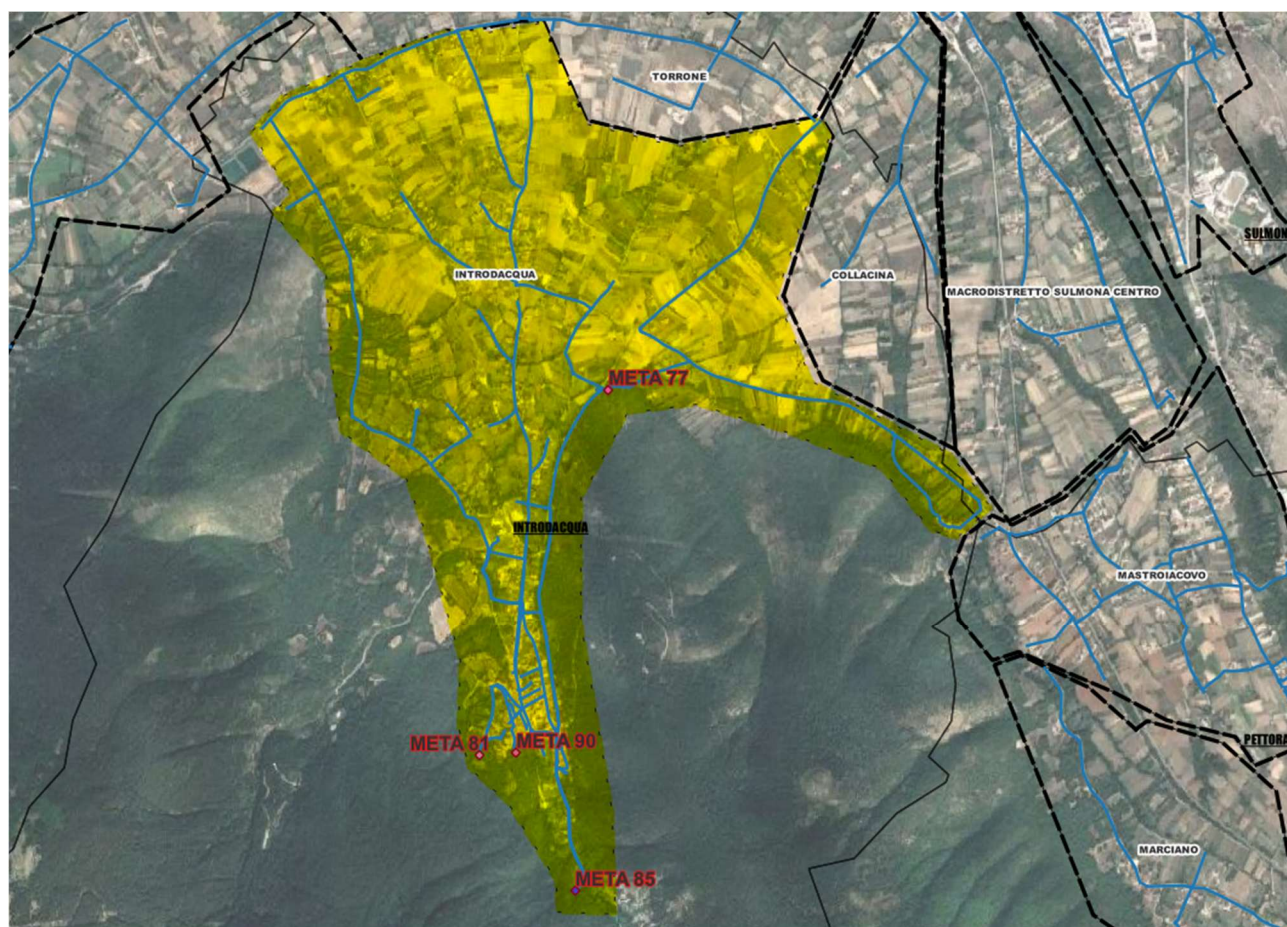 TORRONE
SULMON
INTRODACQUA
COLLACINA
MACRODISTRETTO SULMONA CENTRO
META 77
INTRODACQUA
MASTROIACOVO
META 81
META 90
PETTORA
MARCIANO
META 85